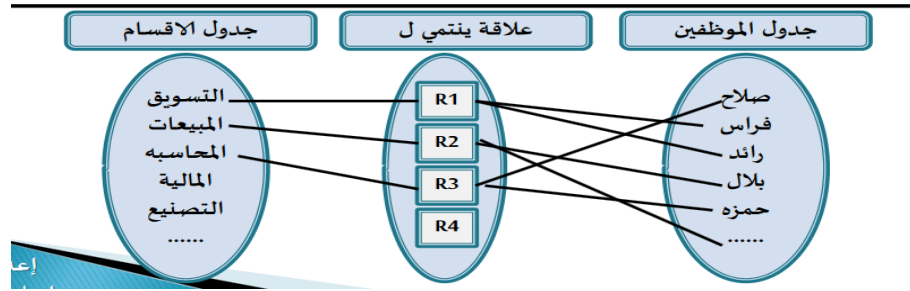 جدول الموظفين
علاقة ينتمي ل
جدول الاقسام
صلاح
فراس
رائد
بلال
حمزه
......
R1
R2
R3
R4
التسويق
المبيعات
المحاسبه
المالية
التصنيع
......